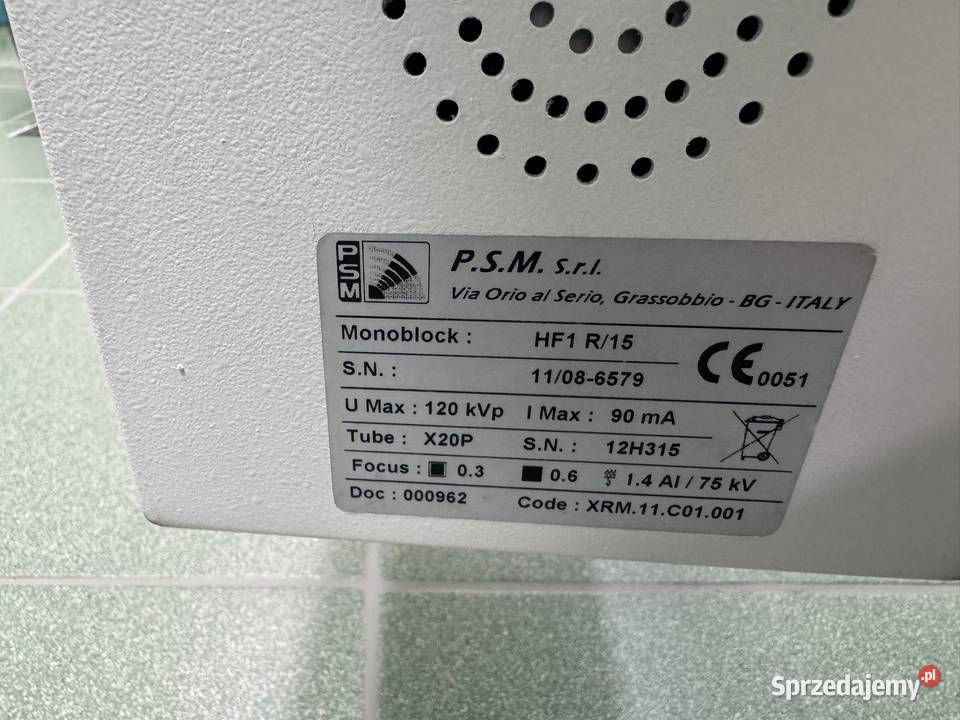 PSM
P.S.M. S.r.l.
Via Orio al Serio, Grassobbio - BG - ITALY
Monoblock : HF1 R/15
S.N. : 11/08-6579
CE 0051
U Max : 120 kVp I Max : 90 mA
Tube : X20P S.N. : 12H315
Focus : 0.3 0.6 1.4 Al / 75 kV
Doc : 000962 Code : XRM.11.C01.001
Sprzedajemy.pl